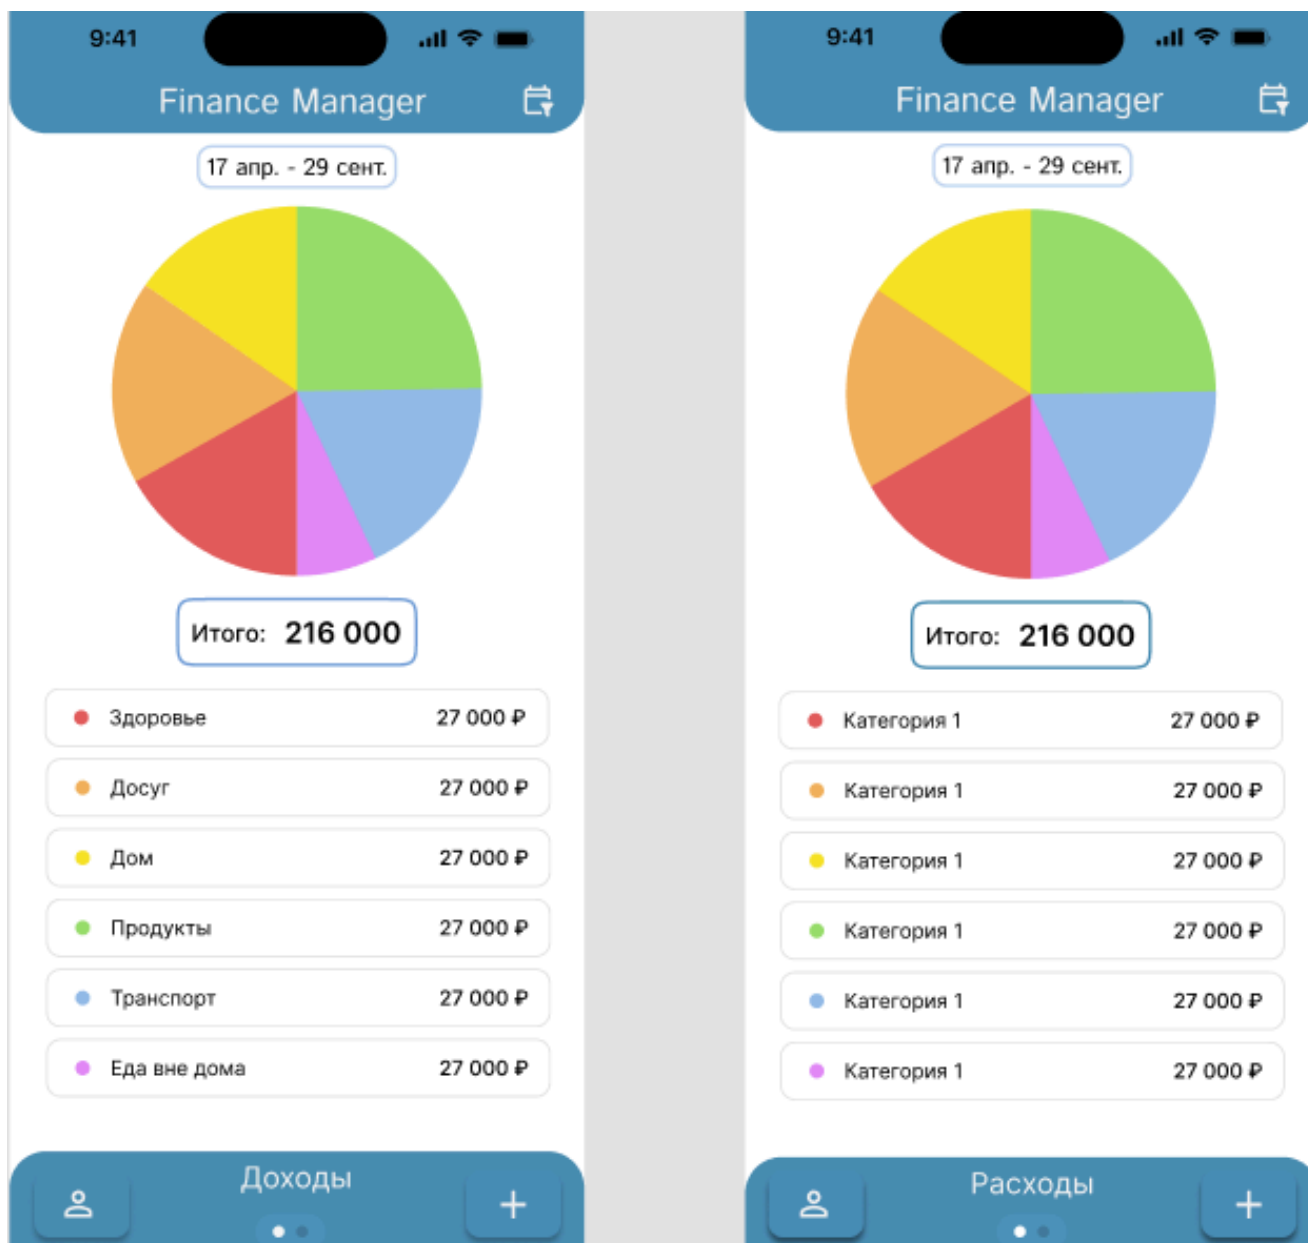 9:41
Finance Manager
17 апр. - 29 сент.
Итого: 216 000
Здоровье 27 000 ₽
Досуг 27 000 ₽
Дом 27 000 ₽
Продукты 27 000 ₽
Транспорт 27 000 ₽
Еда вне дома 27 000 ₽
Доходы
9:41
Finance Manager
17 апр. - 29 сент.
Итого: 216 000
Категория 1 27 000 ₽
Категория 1 27 000 ₽
Категория 1 27 000 ₽
Категория 1 27 000 ₽
Категория 1 27 000 ₽
Категория 1 27 000 ₽
Расходы